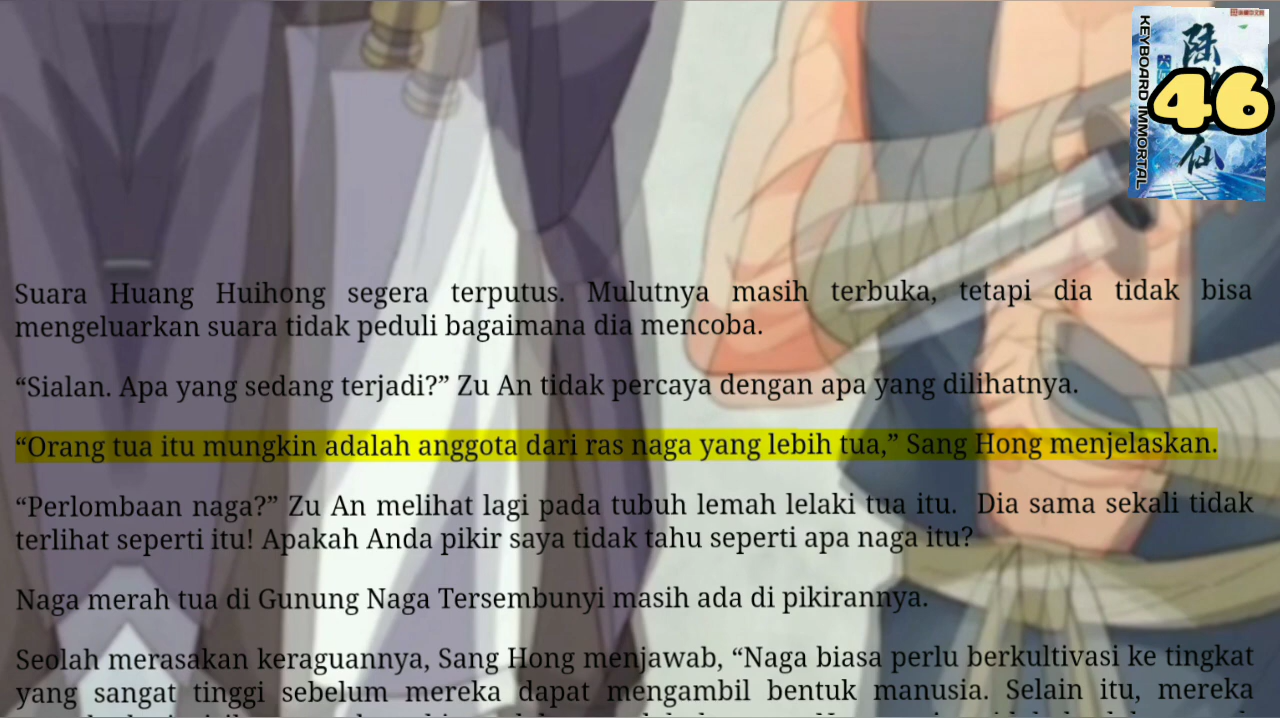 KEYBOARD IMMORTAL
46
仙
Suara Huang Huihong segera terputus. Mulutnya masih terbuka, tetapi dia tidak bisa
mengeluarkan suara tidak peduli bagaimana dia mencoba.
“Sialan. Apa yang sedang terjadi?” Zu An tidak percaya dengan apa yang dilihatnya.
“Orang tua itu mungkin adalah anggota dari ras naga yang lebih tua,” Sang Hong menjelaskan.
“Perlombaan naga?” Zu An melihat lagi pada tubuh lemah lelaki tua itu. Dia sama sekali tidak
terlihat seperti itu! Apakah Anda pikir saya tidak tahu seperti apa naga itu?
Naga merah tua di Gunung Naga Tersembunyi masih ada di pikirannya.
Seolah merasakan keraguannya, Sang Hong menjawab, “Naga biasa perlu berkultivasi ke tingkat
yang sangat tinggi sebelum mereka dapat mengambil bentuk manusia. Selain itu, mereka